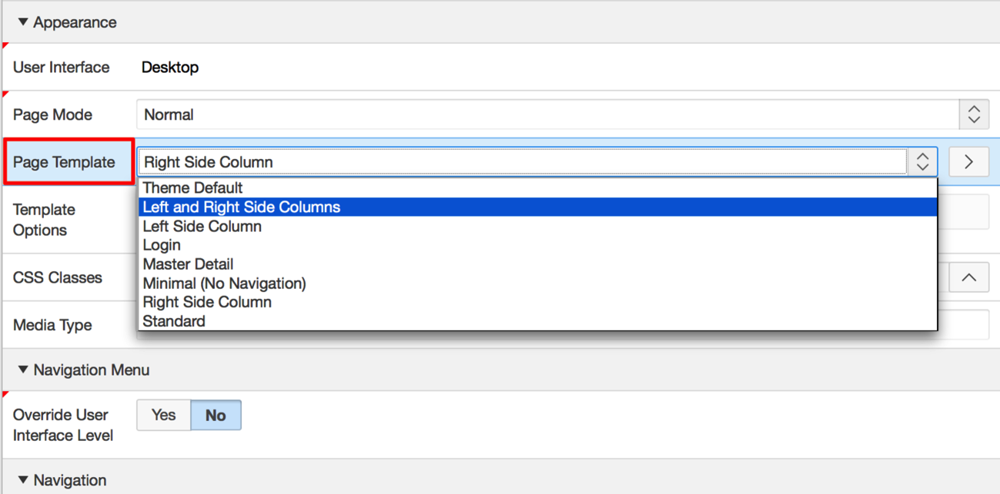 Appearance
User Interface Desktop
Page Mode Normal
Page Template Right Side Column
Theme Default
Left and Right Side Columns
Left Side Column
Login
Master Detail
Minimal (No Navigation)
Right Side Column
Standard
Template
Options
CSS Classes
Media Type
Navigation Menu
Override User
Interface Level
Yes No
Navigation